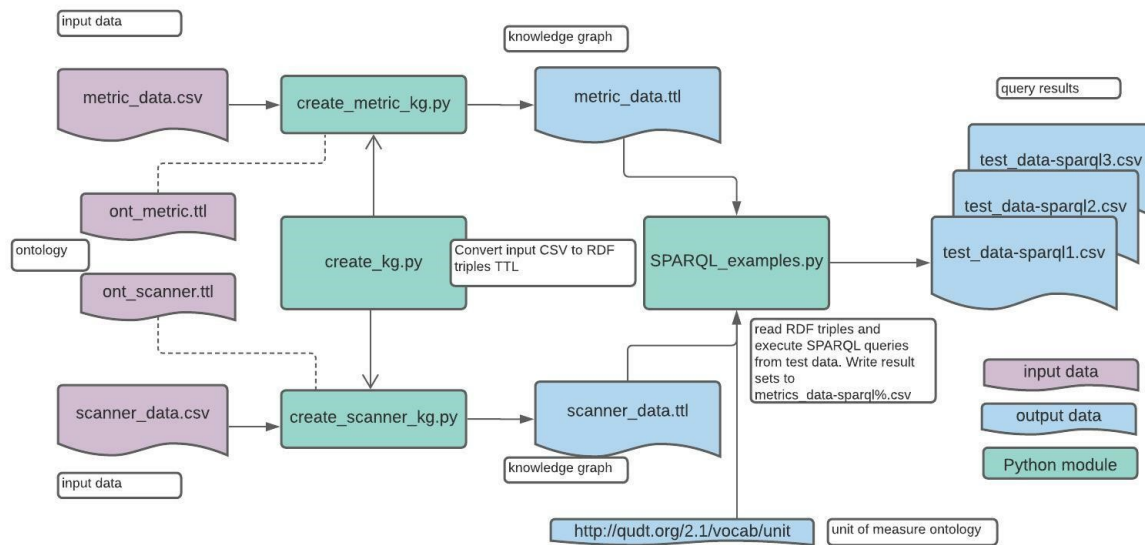 input data
knowledge graph
metric_data.csv
create_metric_kg.py
metric_data.ttl
query results
test_data-sparql3.csv
test_data-sparql2.csv
test_data-sparql1.csv
ont_metric.ttl
ontology
ont_scanner.ttl
create_kg.py
Convert input CSV to RDF
triples TTL
SPARQL_examples.py
read RDF triples and
execute SPARQL queries
from test data. Write result
sets to
metrics_data-sparql%.csv
scanner_data.csv
create_scanner_kg.py
scanner_data.ttl
input data
knowledge graph
http://qudt.org/2.1/vocab/unit
unit of measure ontology
input data
output data
Python module